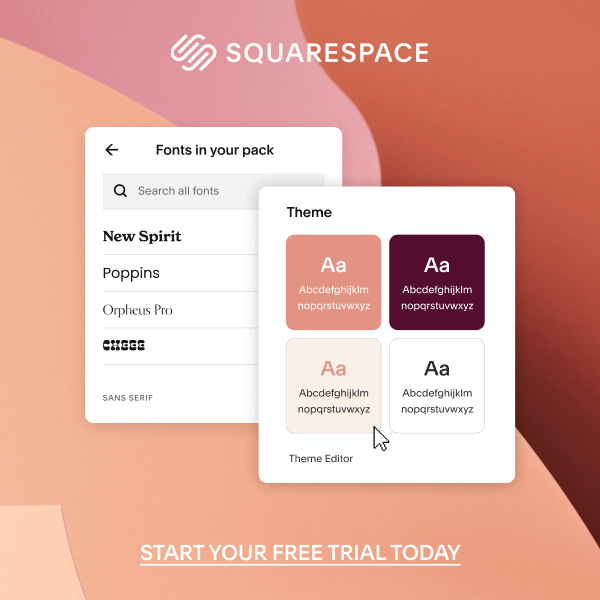 SQUARESPACE
Fonts in your pack
Search all fonts
New Spirit
Poppins
Orpheus Pro
CHEEE
SANS SERIF
Theme
Aa
Abcdefghijklm
nopqrstuvwxyz
Aa
Abcdefghijklm
nopqrstuvwxyz
Aa
Abcdefghijklm
nopqrstuvwxyz
Aa
Abcdefghijklm
nopqrstuvwxyz
Theme Editor
START YOUR FREE TRIAL TODAY